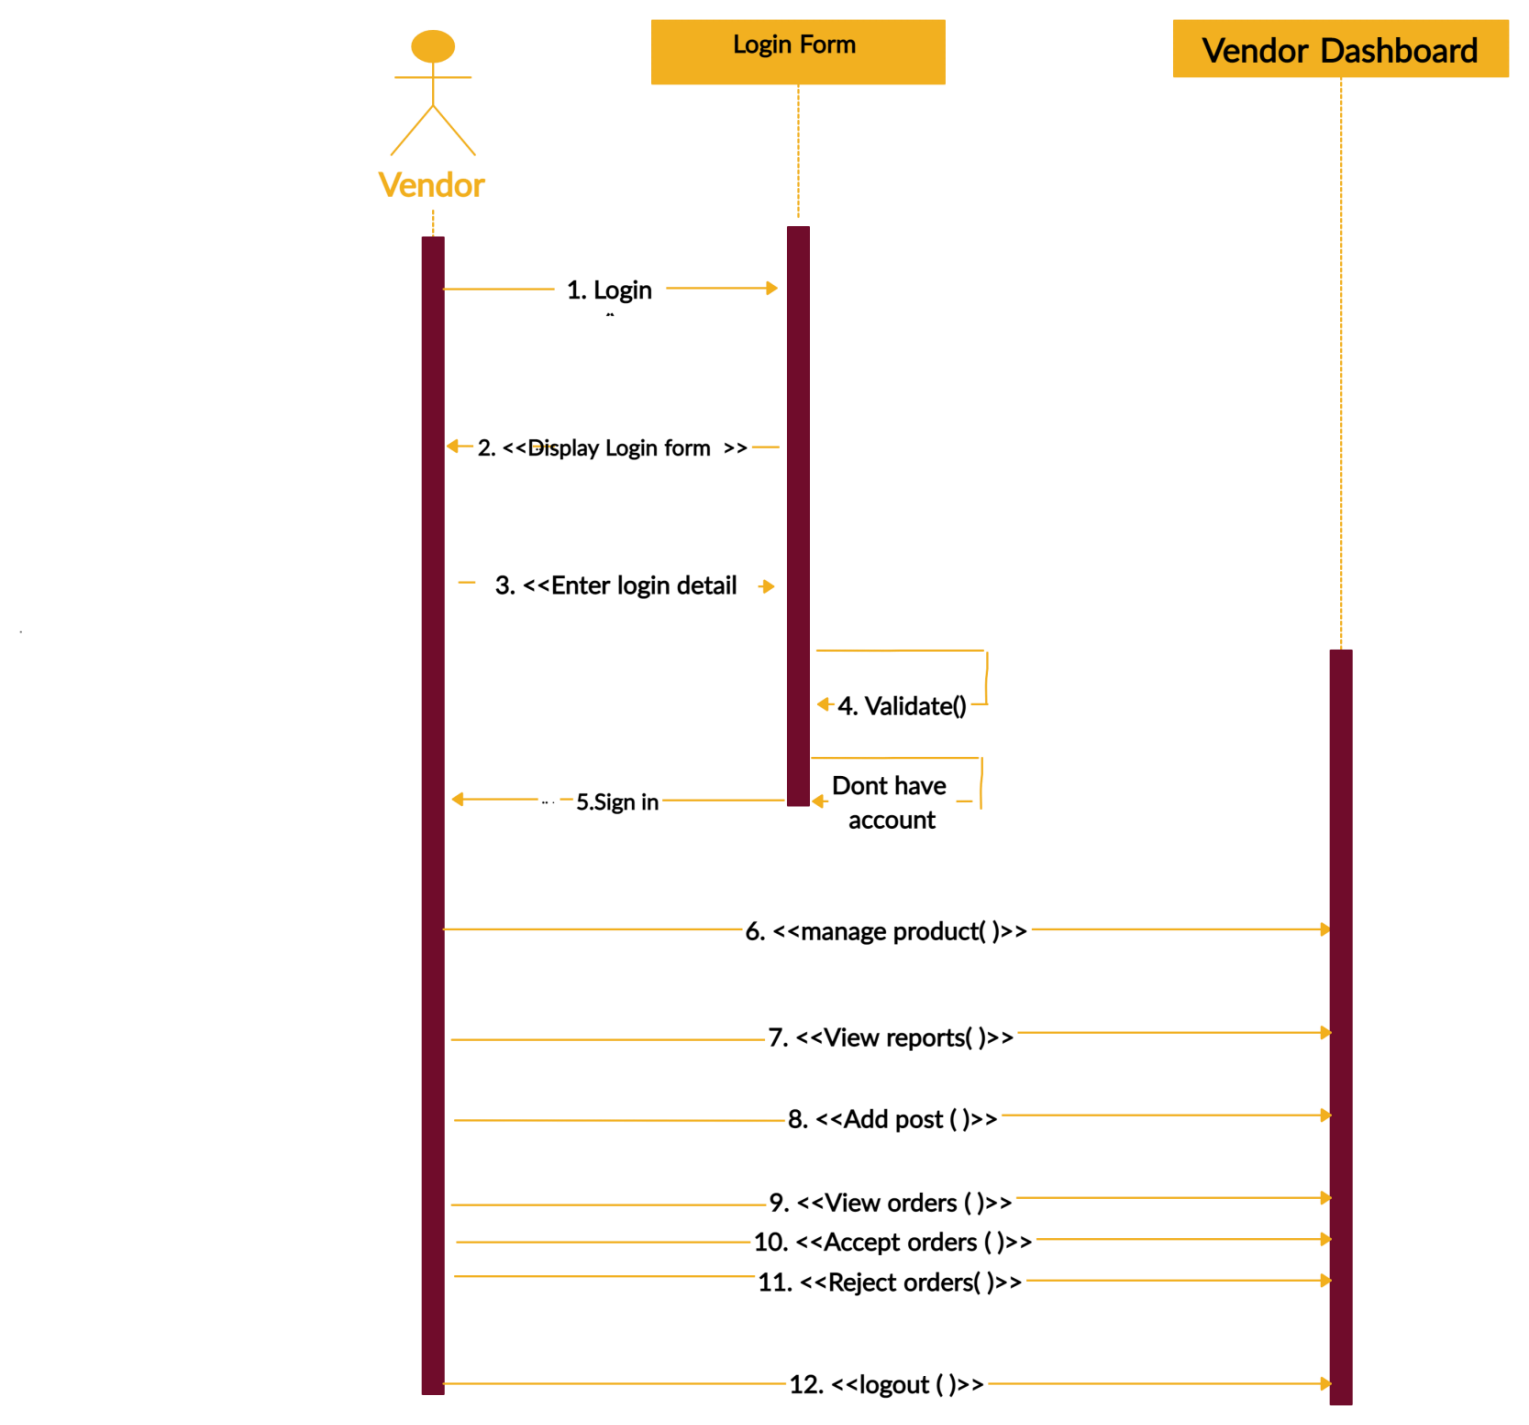 Login Form
Vendor Dashboard
Vendor
1. Login
2. <<Display Login form >>
3. <<Enter login detail
4. Validate()
Dont have
account
5.Sign in
6. <<manage product( )>>
7. <<View reports( )>>
8. <<Add post ( )>>
9. <<View orders ( )>>
10. <<Accept orders ( )>>
11. <<Reject orders( )>>
12. <<logout ( )>>